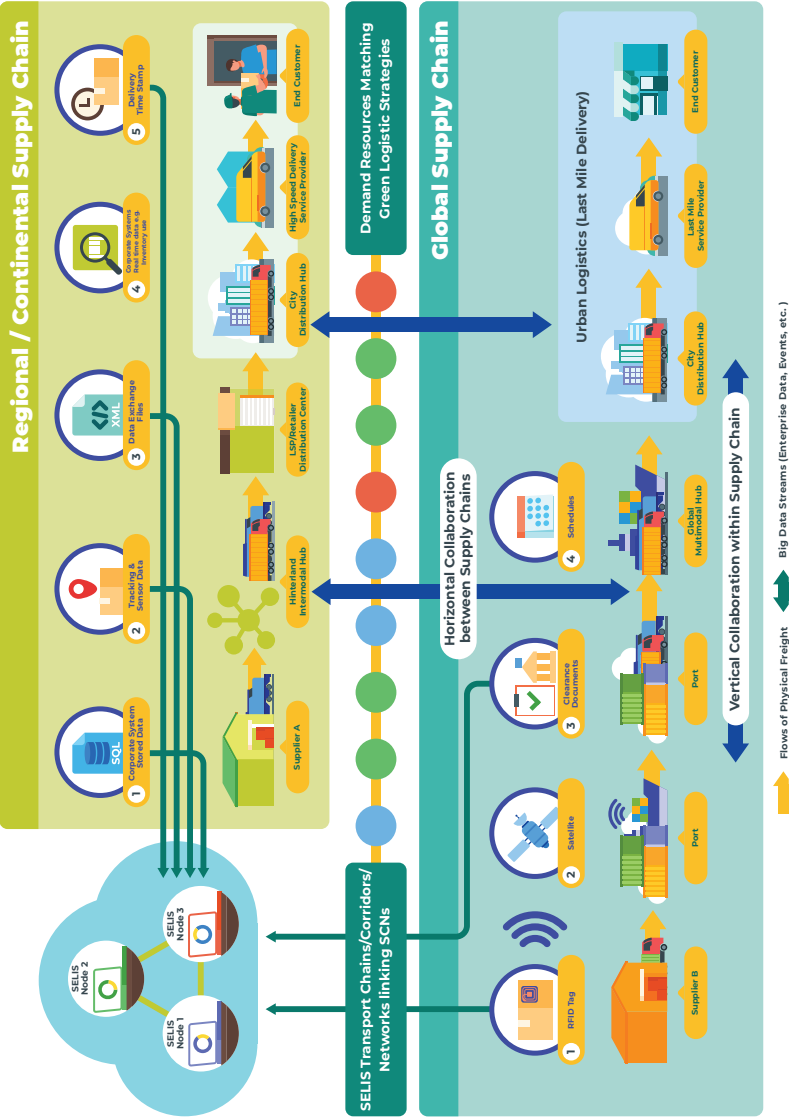 Regional / Continental Supply Chain
SQL
1
Corporate System
Stored Data
2
Tracking &
Sensor Data
XML
3
Data Exchange
Files
4
Corporate Systems
Real time data e.g.
Inventory use
5
Delivery
Time Stamp
SELIS
Node 1
SELIS
Node 2
SELIS
Node 3
Supplier A
Hinterland
Intermodal Hub
LSP/Retailer
Distribution Center
City
Distribution Hub
High Speed Delivery
Service Provider
End Customer
SELIS Transport Chains/Corridors/
Networks linking SCNs
Demand Resources Matching
Green Logistic Strategies
Global Supply Chain
Horizontal Collaboration
between Supply Chains
1
RFID Tag
2
Satellite
3
Clearance
Documents
4
Schedules
Urban Logistics (Last Mile Delivery)
Supplier B
Port
Port
Global
Multimodal Hub
City
Distribution Hub
Last Mile
Service Provider
End Customer
Vertical Collaboration within Supply Chain
Flows of Physical Freight
Big Data Streams (Enterprise Data, Events, etc. )